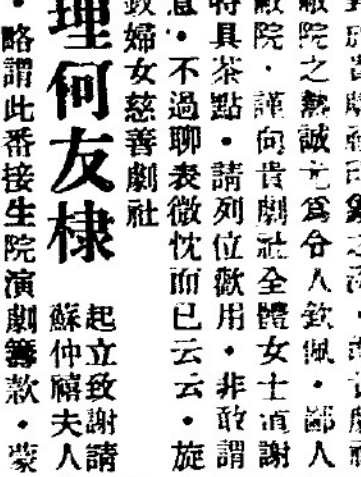 敝院之熱誠尤爲令人欽佩·鄙人
敝院·謹向貴劇社全體女士道謝
特具茶點·請列位歡用·非敢謂
意·不過聊表微忱而已云云·旋
致婦女慈善劇社
理何友棣
起立致謝請
蘇仲禧夫人
·略謂此番接生院演劇籌款·蒙